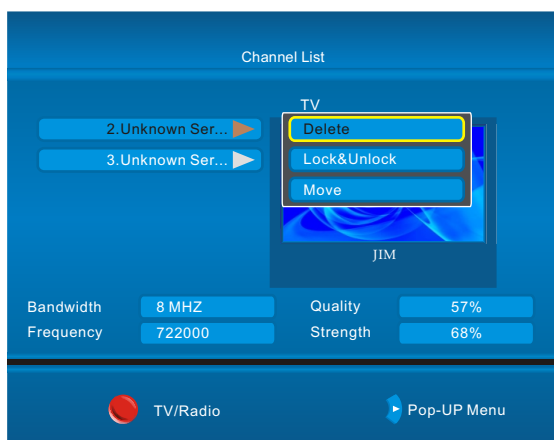 Channel List
TV
2.Unknown Ser...
3.Unknown Ser...
Delete
Lock&Unlock
Move
JIM
Bandwidth 8 MHZ Quality 57%
Frequency 722000 Strength 68%
TV/Radio Pop-UP Menu